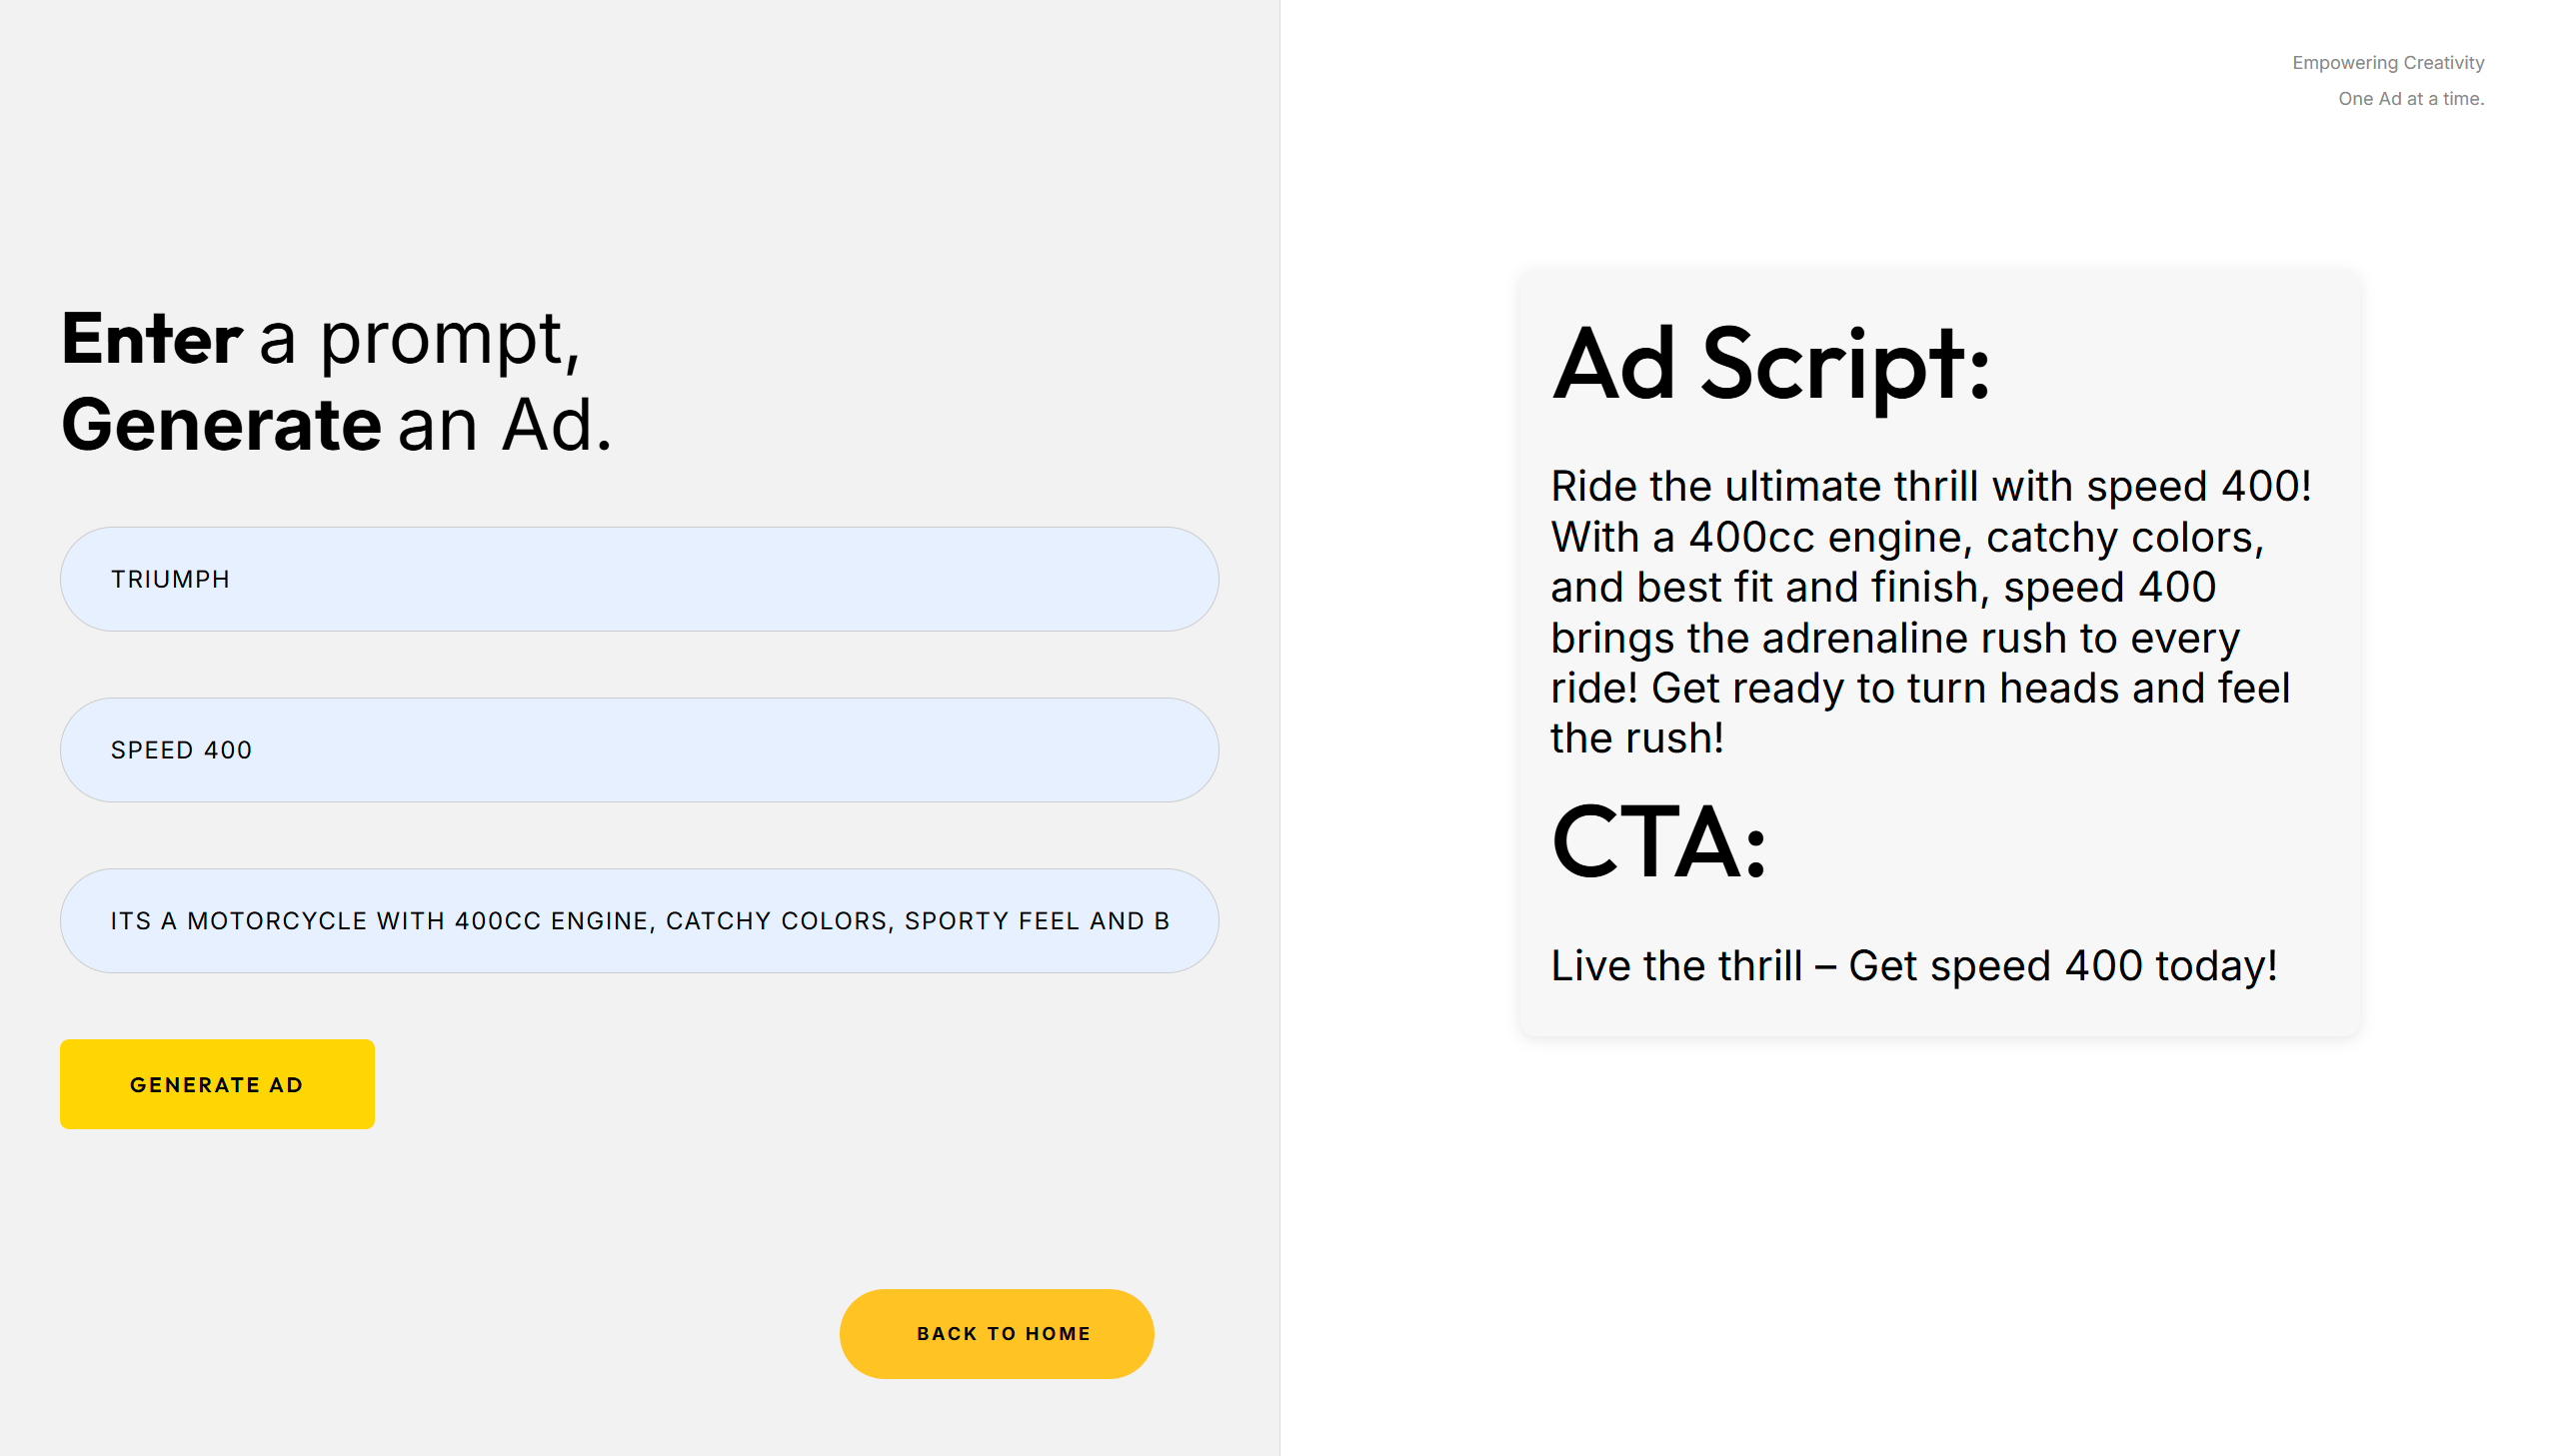 Empowering Creativity
One Ad at a time.
Enter a prompt,
Generate an Ad.
TRIUMPH
SPEED 400
ITS A MOTORCYCLE WITH 400CC ENGINE, CATCHY COLORS, SPORTY FEEL AND B
GENERATE AD
BACK TO HOME
Ad Script:
Ride the ultimate thrill with speed 400!
With a 400cc engine, catchy colors,
and best fit and finish, speed 400
brings the adrenaline rush to every
ride! Get ready to turn heads and feel
the rush!
CTA:
Live the thrill – Get speed 400 today!